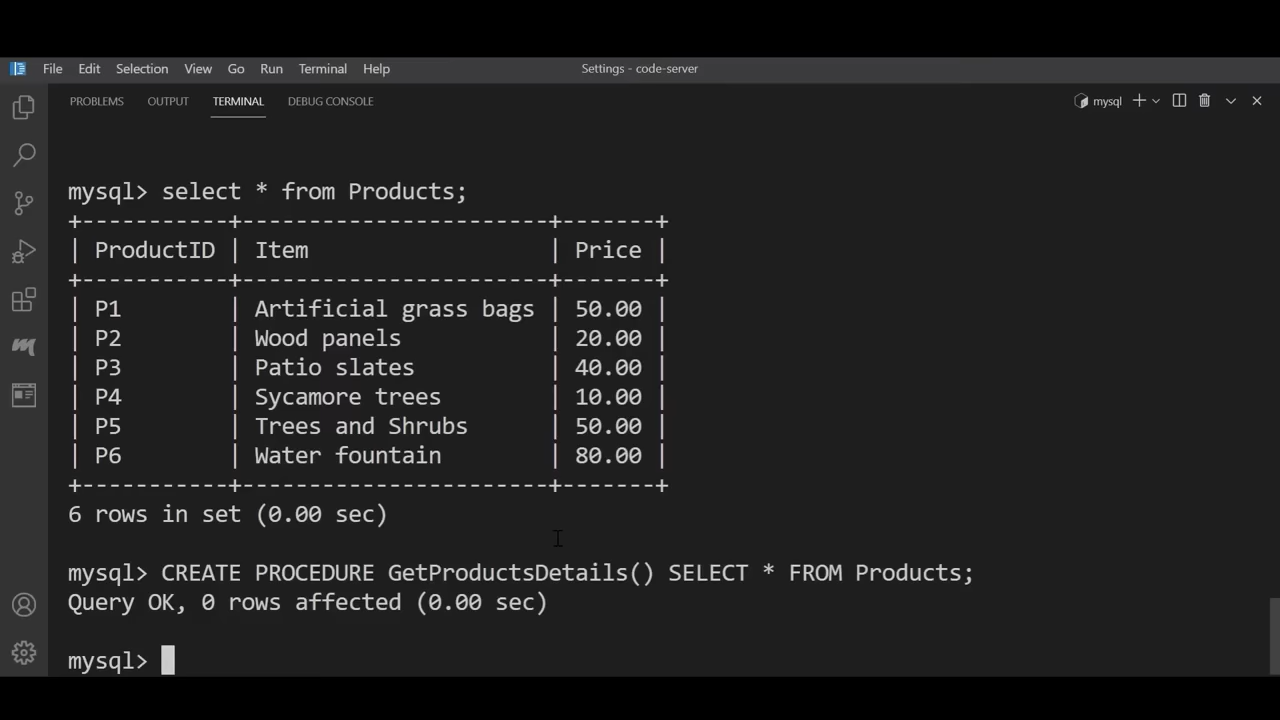 File Edit Selection View Go Run Terminal Help Settings - code-server
PROBLEMS OUTPUT TERMINAL DEBUG CONSOLE mysql
mysql> select * from Products;
+-----------+-----------------------+-------+
| ProductID | Item                  | Price |
+-----------+-----------------------+-------+
| P1        | Artificial grass bags | 50.00 |
| P2        | Wood panels           | 20.00 |
| P3        | Patio slates          | 40.00 |
| P4        | Sycamore trees        | 10.00 |
| P5        | Trees and Shrubs      | 50.00 |
| P6        | Water fountain        | 80.00 |
+-----------+-----------------------+-------+
6 rows in set (0.00 sec)
mysql> CREATE PROCEDURE GetProductsDetails() SELECT * FROM Products;
Query OK, 0 rows affected (0.00 sec)
mysql>